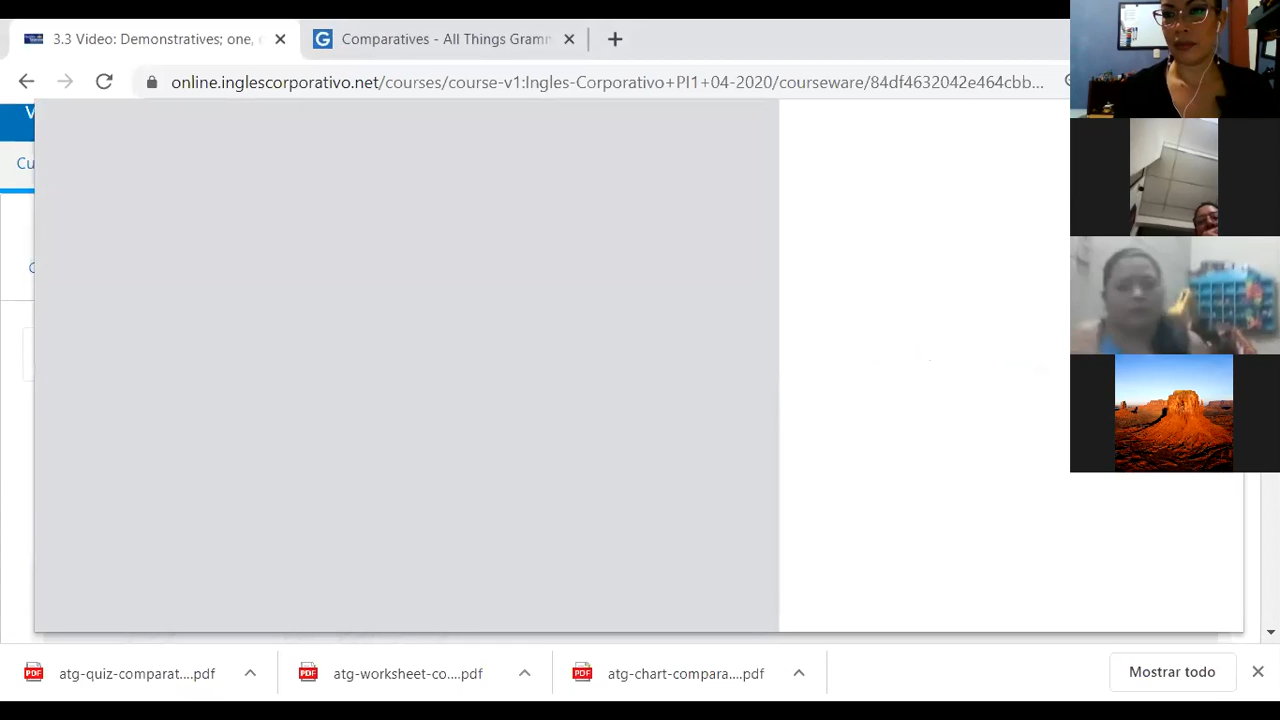 3.3 Video: Demonstratives; one,
Comparatives - All Things Gramm
online.inglescorporativo.net/courses/course-v1:Ingles-Corporativo+PI1+04-2020/courseware/84df4632042e464cbb...
V
Cu
atg-quiz-comparat....pdf
atg-worksheet-co....pdf
atg-chart-compara....pdf
Mostrar todo